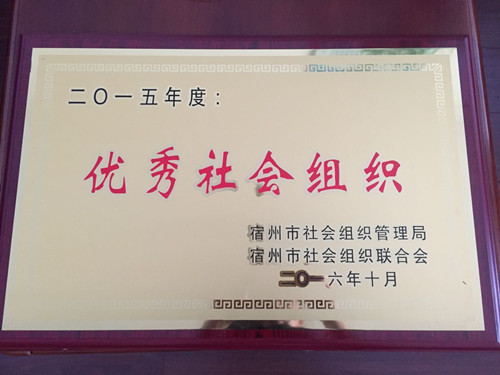 二〇一五年度：
优秀社会组织
宿州市社会组织管理局
宿州市社会组织联合会
二〇一六年十月